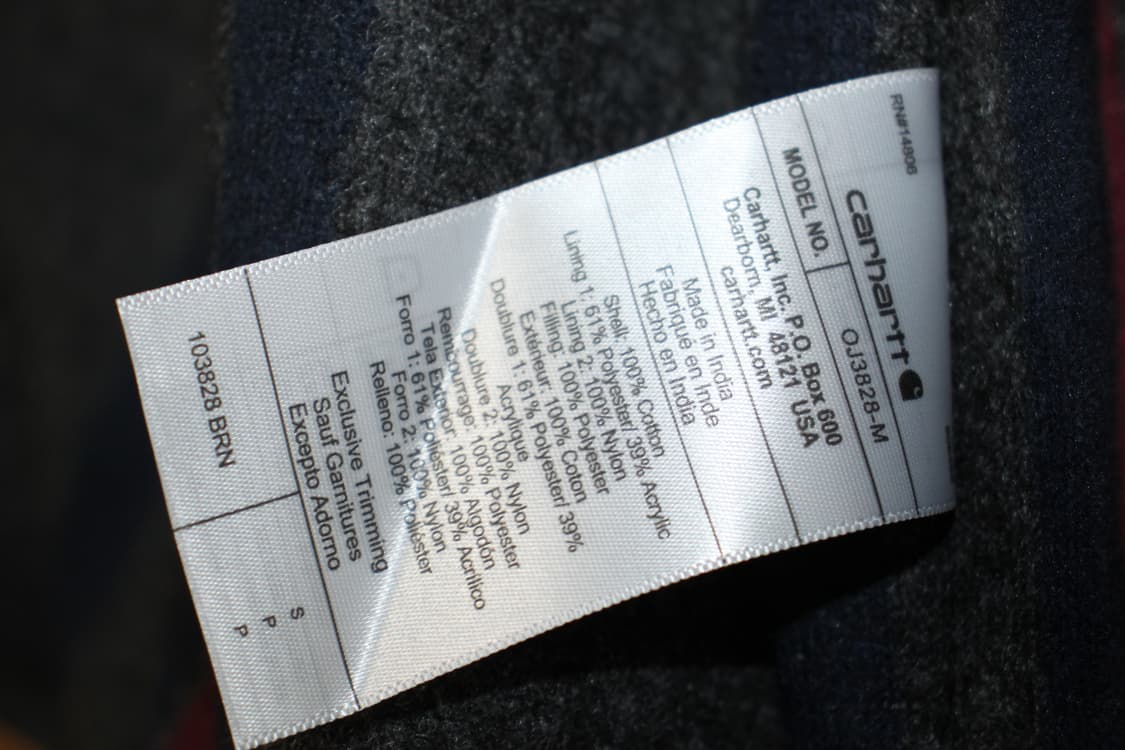 RN#14806
carhartt
MODEL NO. OJ3828-M
Carhartt, Inc. P.O. Box 600
Dearborn, MI 48121 USA
carhartt.com
Made in India
Fabriqué en Inde
Hecho en India
Shell: 100% Cotton
Lining 1: 61% Polyester/ 39% Acrylic
Lining 2: 100% Nylon
Filling: 100% Polyester
Extérieur: 100% Coton
Doublure 1: 61% Polyester/ 39%
Acrylique
Doublure 2: 100% Nylon
Rembourrage: 100% Polyester
Tela Exterior: 100% Algodón
Forro 1: 61% Poliéster/ 39% Acrílico
Forro 2: 100% Nylon
Relleno: 100% Poliéster
Exclusive Trimming
Sauf Garnitures
Excepto Adorno
103828 BRN
S
P
P